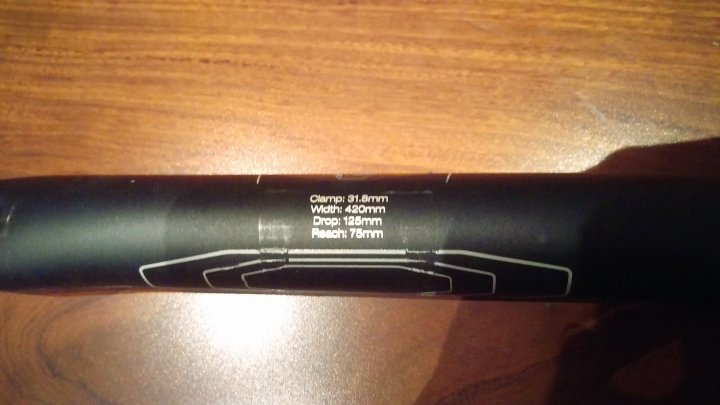 Clamp: 31.8mm
Width: 420mm
Drop: 125mm
Reach: 75mm